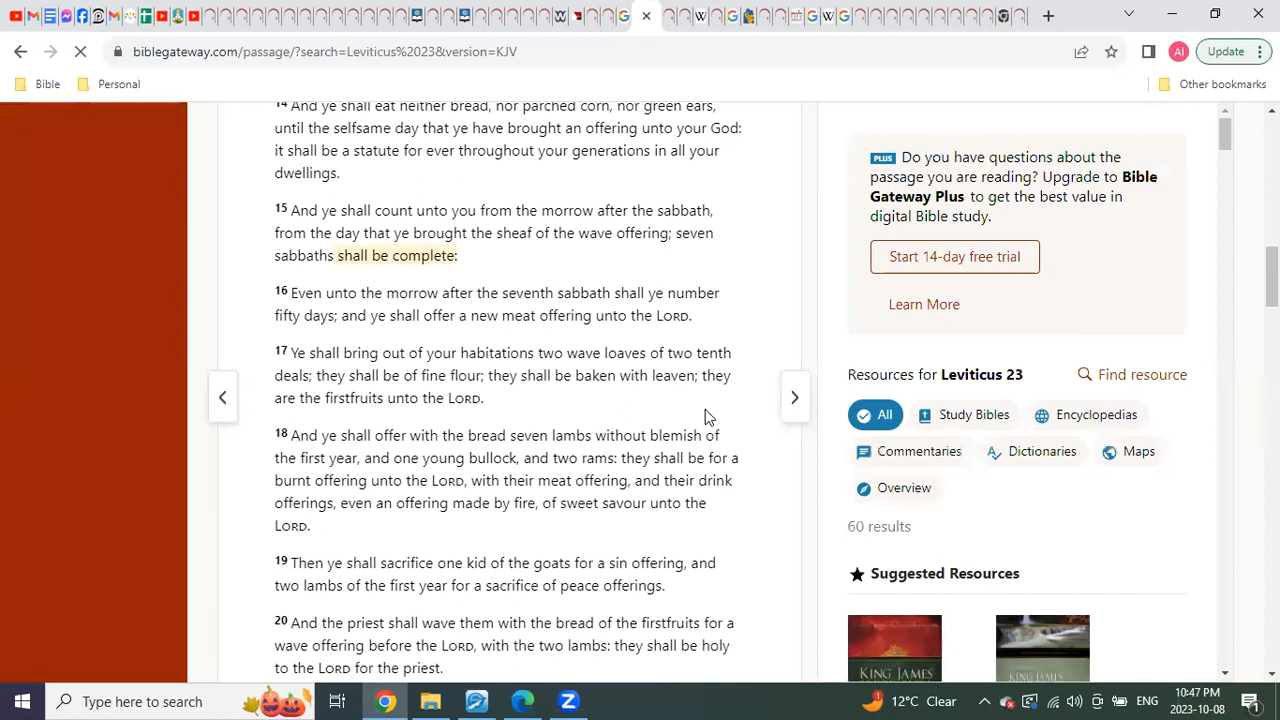 biblegateway.com/passage/?search=Leviticus%2023&version=KJV
AI
Update
Bible
Personal
Other bookmarks
14 And ye shall eat neither bread, nor parched corn, nor green ears,
until the selfsame day that ye have brought an offering unto your God:
it shall be a statute for ever throughout your generations in all your
dwellings.
15 And ye shall count unto you from the morrow after the sabbath,
from the day that ye brought the sheaf of the wave offering; seven
sabbaths shall be complete:
16 Even unto the morrow after the seventh sabbath shall ye number
fifty days; and ye shall offer a new meat offering unto the LORD.
17 Ye shall bring out of your habitations two wave loaves of two tenth
deals; they shall be of fine flour; they shall be baken with leaven; they
are the firstfruits unto the LORD.
18 And ye shall offer with the bread seven lambs without blemish of
the first year, and one young bullock, and two rams: they shall be for a
burnt offering unto the LORD, with their meat offering, and their drink
offerings, even an offering made by fire, of sweet savour unto the
LORD.
19 Then ye shall sacrifice one kid of the goats for a sin offering, and
two lambs of the first year for a sacrifice of peace offerings.
20 And the priest shall wave them with the bread of the firstfruits for a
wave offering before the LORD, with the two lambs: they shall be holy
to the LORD for the priest.
PLUS Do you have questions about the
passage you are reading? Upgrade to Bible
Gateway Plus to get the best value in
digital Bible study.
Start 14-day free trial
Learn More
Resources for Leviticus 23
Find resource
All
Study Bibles
Encyclopedias
Commentaries
Dictionaries
Maps
Overview
60 results
Suggested Resources
KING JAMES
KING JAMES
Type here to search
12°C Clear
ENG
10:47 PM
2023-10-08